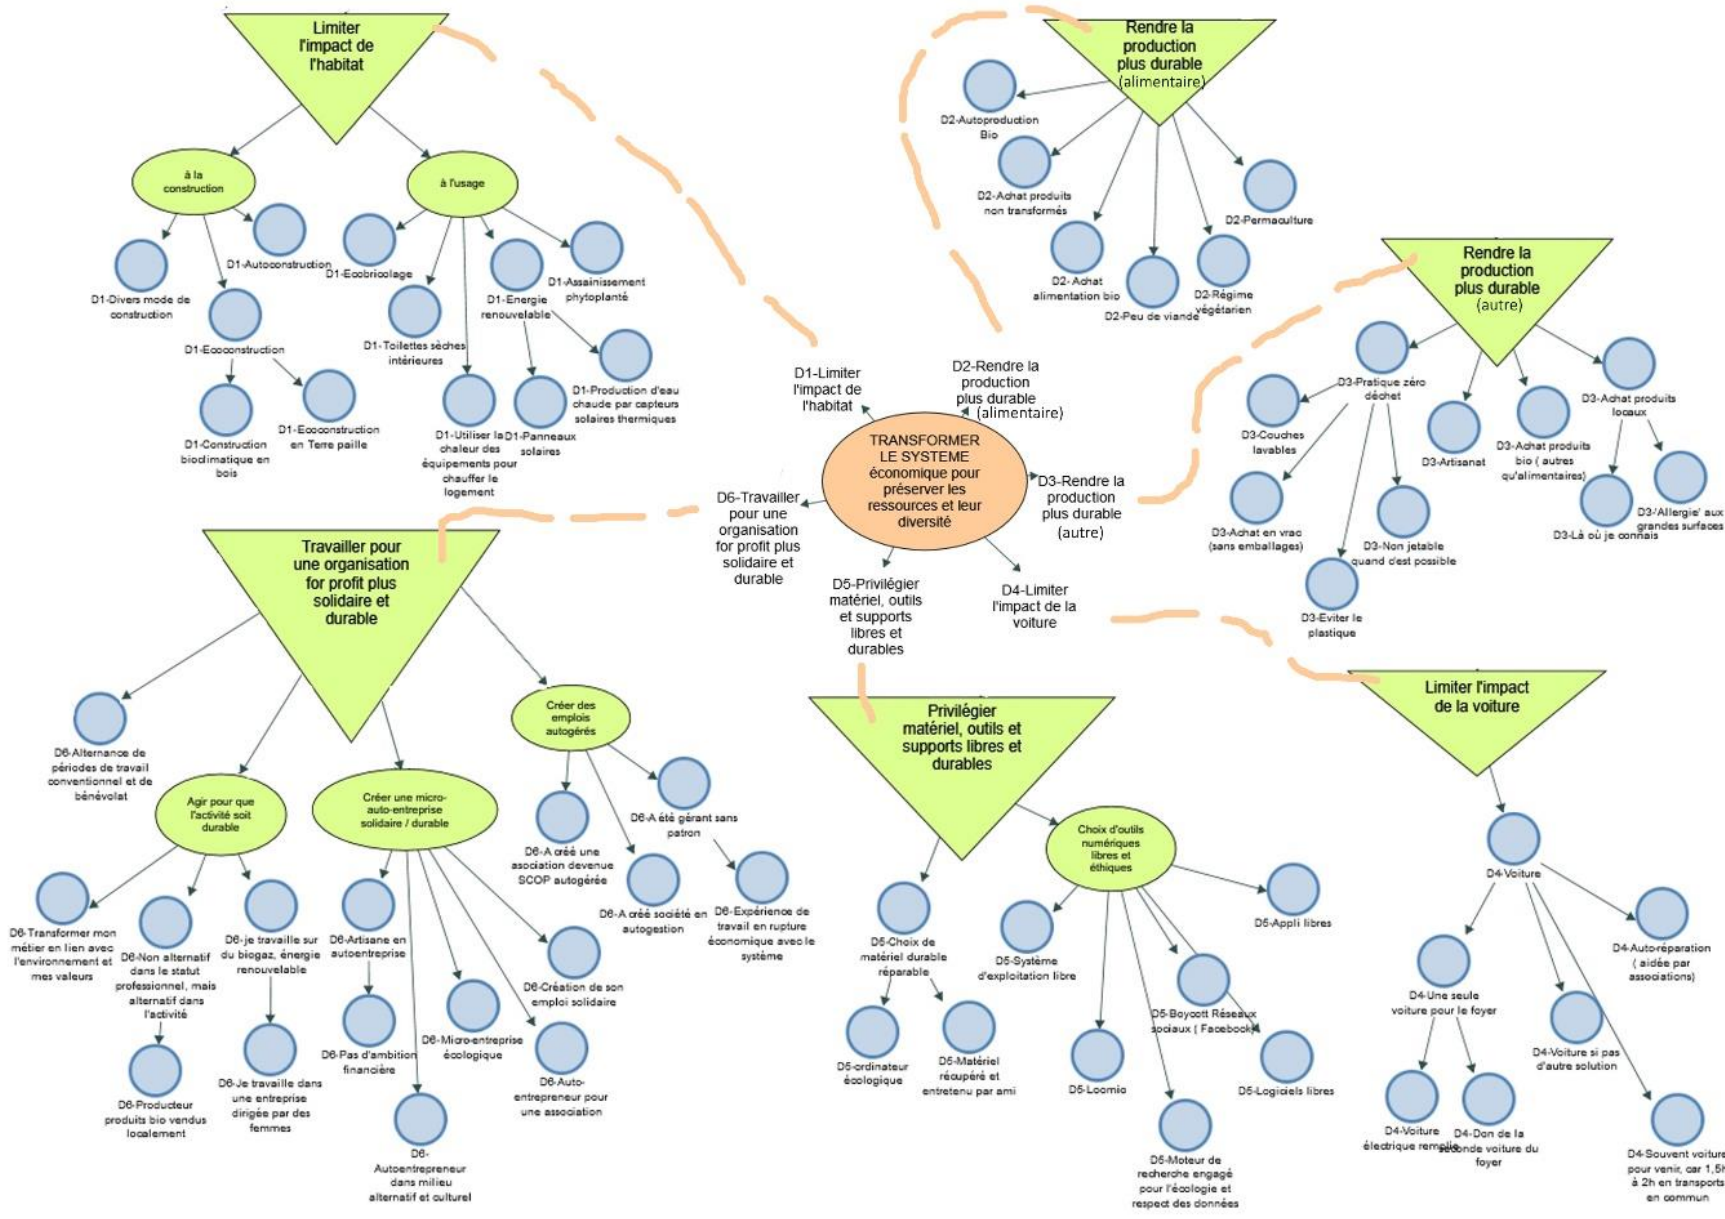 Limiter
l'impact de
l'habitat
à la
construction
à l'usage
D1-Autoconstruction
D1-Divers mode de
construction
D1-Ecoconstruction
D1-Construction
bioclimatique en
bois
D1-Ecoconstruction
en Terre paille
D1-Ecobricolage
D1-Toilettes sèches
intérieures
D1-Energie
renouvelable
D1-Assainissement
phytoplanté
D1-Production d'eau
chaude par capteurs
solaires thermiques
D1-Utiliser la
chaleur des
équipements pour
chauffer le
logement
D1-Panneaux
solaires
Rendre la
production
plus durable
(alimentaire)
D2-Autoproduction
Bio
D2-Achat produits
non transformés
D2- Achat
alimentation bio
D2-Peu de viande
D2-Régime
végétarien
D2-Permaculture
Rendre la
production
plus durable
(autre)
D3-Pratique zéro
déchet
D3-Couches
lavables
D3-Achat en vrac
(sans emballages)
D3-Eviter le
plastique
D3-Non jetable
quand c'est possible
D3-Artisanat
D3-Achat produits
bio ( autres
qu'alimentaires)
D3-Achat produits
locaux
D3-Là où je connais
D3-'Allergie' aux
grandes surfaces
D1-Limiter
l'impact de
l'habitat
D2-Rendre la
production
plus durable
(alimentaire)
TRANSFORMER
LE SYSTEME
économique pour
préserver les
ressources et leur
diversité
D3-Rendre la
production
plus durable
(autre)
D6-Travailler
pour une
organisation
for profit plus
solidaire et
durable
D5-Privilégier
matériel, outils
et supports
libres et
durables
D4-Limiter
l'impact de la
voiture
Travailler pour
une organisation
for profit plus
solidaire et
durable
D6-Alternance de
périodes de travail
conventionnel et de
bénévolat
Agir pour que
l'activité soit
durable
Créer une micro-
auto-entreprise
solidaire / durable
Créer des
emplois
autogérés
D6-Transformer mon
métier en lien avec
l'environnement et
mes valeurs
D6-Non alternatif
dans le statut
professionnel, mais
alternatif dans
l'activité
D6-Producteur
produits bio vendus
localement
D6-je travaille sur
du biogaz, énergie
renouvelable
D6-Je travaille dans
une entreprise
dirigée par des
femmes
D6-Artisane en
autoentreprise
D6-Pas d'ambition
financière
D6-
Autoentrepreneur
dans milieu
alternatif et culturel
D6-Micro-entreprise
écologique
D6-Auto-
entrepreneur pour
une association
D6-Création de son
emploi solidaire
D6-A créé une
asociation devenue
SCOP autogérée
D6-A créé société en
autogestion
D6-A été gérant sans
patron
D6-Expérience de
travail en rupture
économique avec le
système
Privilégier
matériel, outils et
supports libres et
durables
D5-Choix de
matériel durable
réparable
D5-ordinateur
écologique
D5-Matériel
récupéré et
entretenu par ami
Choix d'outils
numériques
libres et
éthiques
D5-Système
d'exploitation libre
D5-Loomio
D5-Moteur de
recherche engagé
pour l'écologie et
respect des données
D5-Boycott Réseaux
sociaux ( Facebook)
D5-Logiciels libres
D5-Appli libres
Limiter l'impact
de la voiture
D4-Voiture
D4-Une seule
voiture pour le foyer
D4-Voiture
électrique remplie
D4-Don de la
seconde voiture du
foyer
D4-Voiture si pas
d'autre solution
D4-Auto-réparation
( aidée par
associations)
D4-Souvent voiture
pour venir, car 1,5h
à 2h en transports
en commun